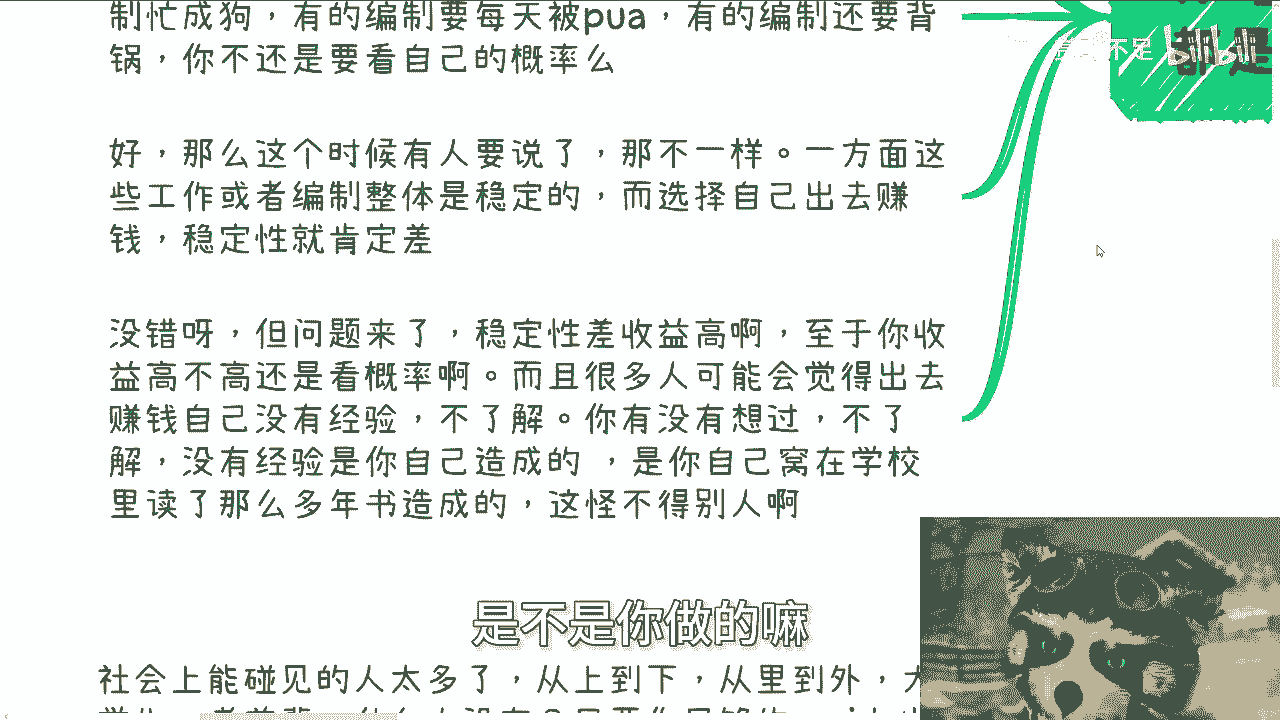 制忙成狗，有的编制要每天被pua，有的编制还要背
锅，你不还是要看自己的概率么
好，那么这个时候有人要说了，那不一样。一方面这
些工作或者编制整体是稳定的，而选择自己出去赚
钱，稳定性就肯定差
没错呀，但问题来了，稳定性差收益高啊，至于你收
益高不高还是看概率啊。而且很多人可能会觉得出去
赚钱自己没有经验，不了解。你有没有想过，不了
解，没有经验是你自己造成的 ，是你自己窝在学校
里读了那么多年书造成的，这怪不得别人啊
是不是你做的嘛
社会上能碰见的人太多了，从上到下，从里到外，大
不足 bilibili